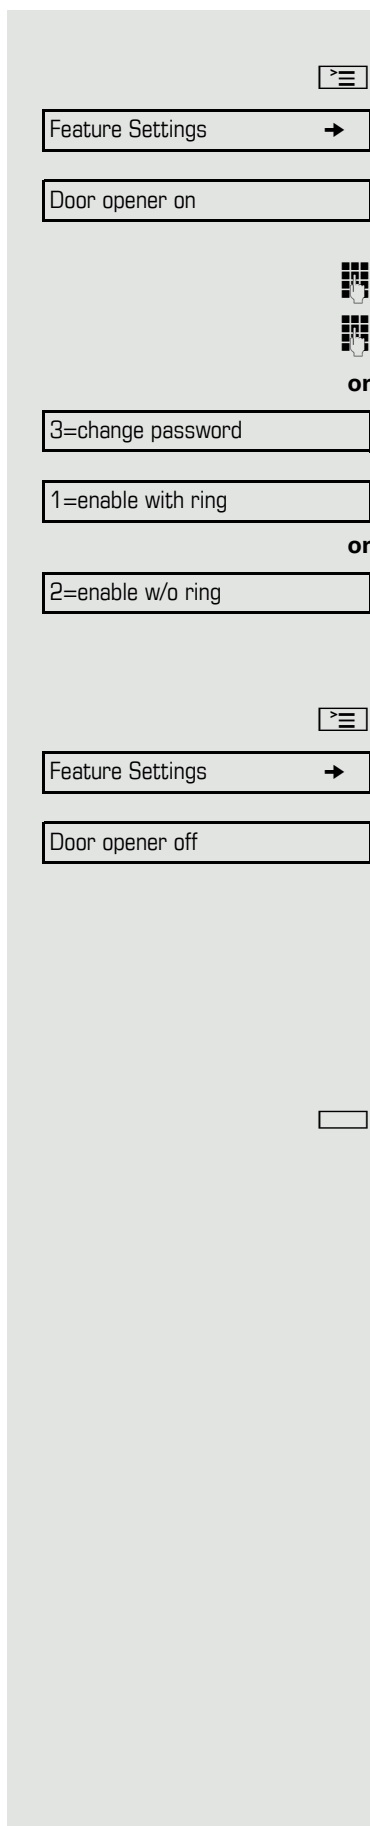 Feature Settings
Door opener on
or
3=change password
1=enable with ring
or
2=enable w/o ring
Feature Settings
Door opener off